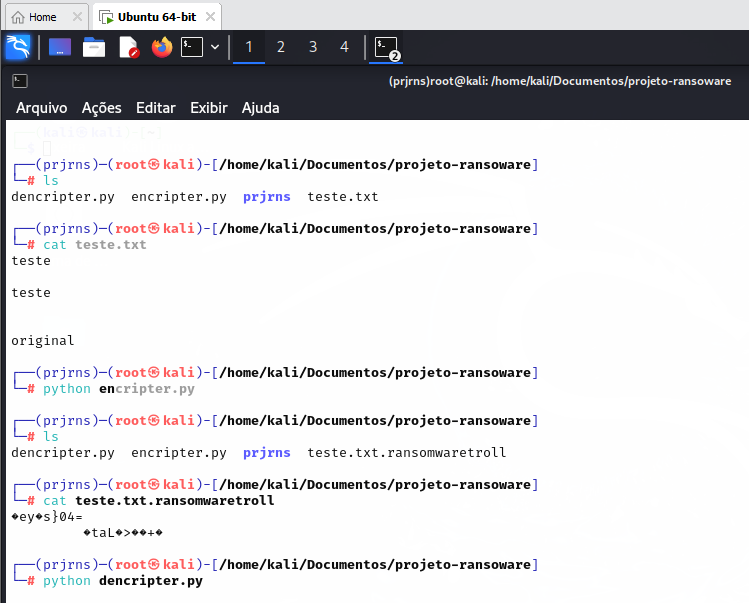 Home Ubuntu 64-bit
1 2 3 4 2
(prjrns)root@kali: /home/kali/Documentos/projeto-ransoware
Arquivo Ações Editar Exibir Ajuda
┌──(kali㉿kali)-[~]
└─$
┌──(prjrns)─(root㉿kali)-[/home/kali/Documentos/projeto-ransoware]
└─# ls
dencripter.py encripter.py prjrns teste.txt
┌──(prjrns)─(root㉿kali)-[/home/kali/Documentos/projeto-ransoware]
└─# cat teste.txt
teste
teste
original
┌──(prjrns)─(root㉿kali)-[/home/kali/Documentos/projeto-ransoware]
└─# python encripter.py
┌──(prjrns)─(root㉿kali)-[/home/kali/Documentos/projeto-ransoware]
└─# ls
dencripter.py encripter.py prjrns teste.txt.ransomwaretroll
┌──(prjrns)─(root㉿kali)-[/home/kali/Documentos/projeto-ransoware]
└─# cat teste.txt.ransomwaretroll
�ey�s}04=
�taL�>��+�
┌──(prjrns)─(root㉿kali)-[/home/kali/Documentos/projeto-ransoware]
└─# python dencripter.py